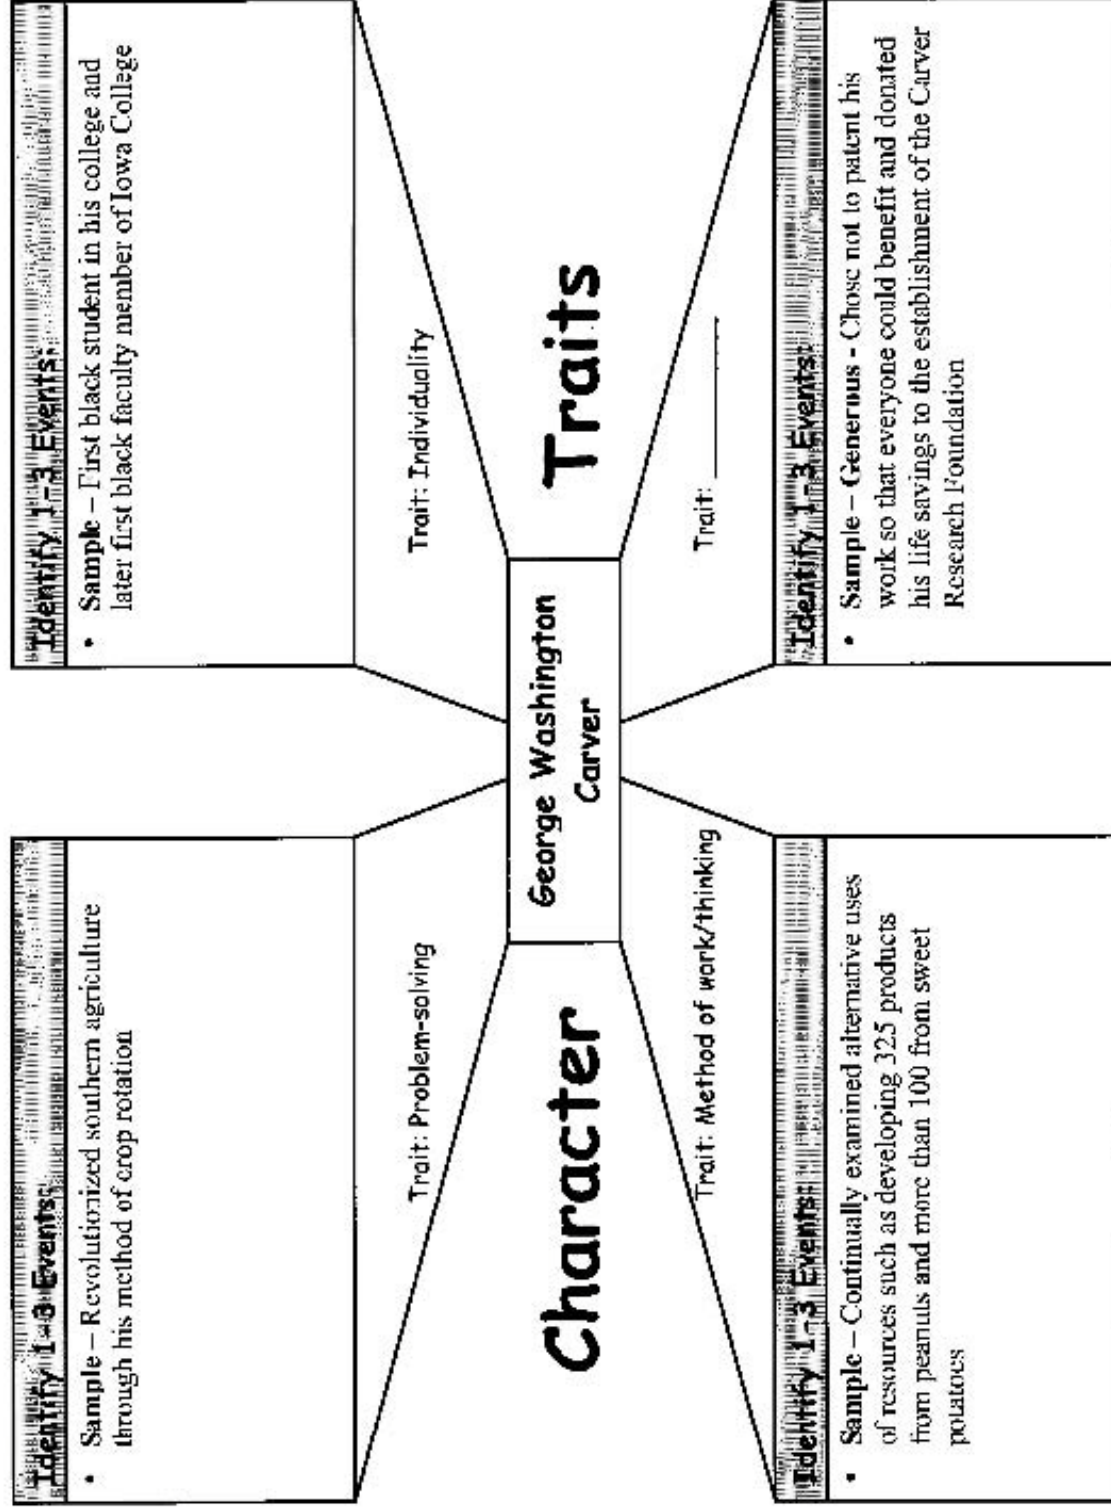 Identify 1-3 Events:
• Sample – Revolutionized southern agriculture
through his method of crop rotation
Identify 1-3 Events:
• Sample – First black student in his college and
later first black faculty member of Iowa College
Trait: Problem-solving
Trait: Individuality
Character
George Washington
Carver
Traits
Trait: Method of work/thinking
Trait: ________
Identify 1-3 Events:
• Sample – Continually examined alternative uses
of resources such as developing 325 products
from peanuts and more than 100 from sweet
potatoes
Identify 1-3 Events:
• Sample – Generous - Chose not to patent his
work so that everyone could benefit and donated
his life savings to the establishment of the Carver
Research Foundation